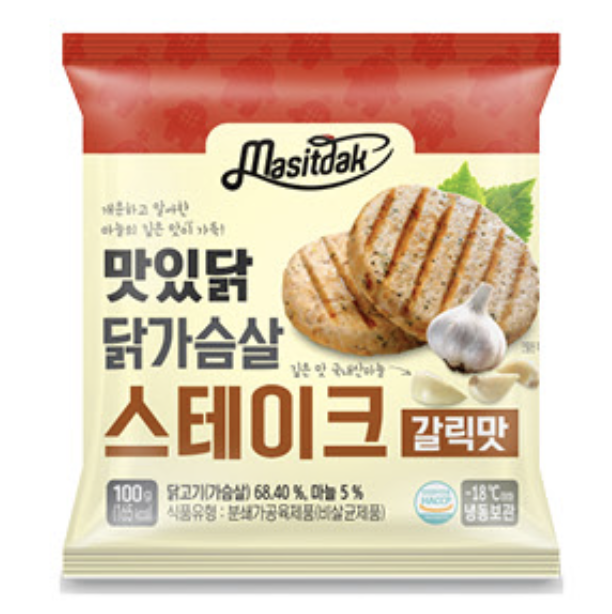 Masitdak
개운하고 알싸한
마늘의 깊은 맛이 가득!
맛있닭
닭가슴살
깊은 맛 국내산마늘
스테이크
갈릭맛
100g
(165 kcal)
닭고기(가슴살) 68.40 %, 마늘 5 %
식품유형 : 분쇄가공육제품(비살균제품)
HACCP
-18℃이하
냉동보관